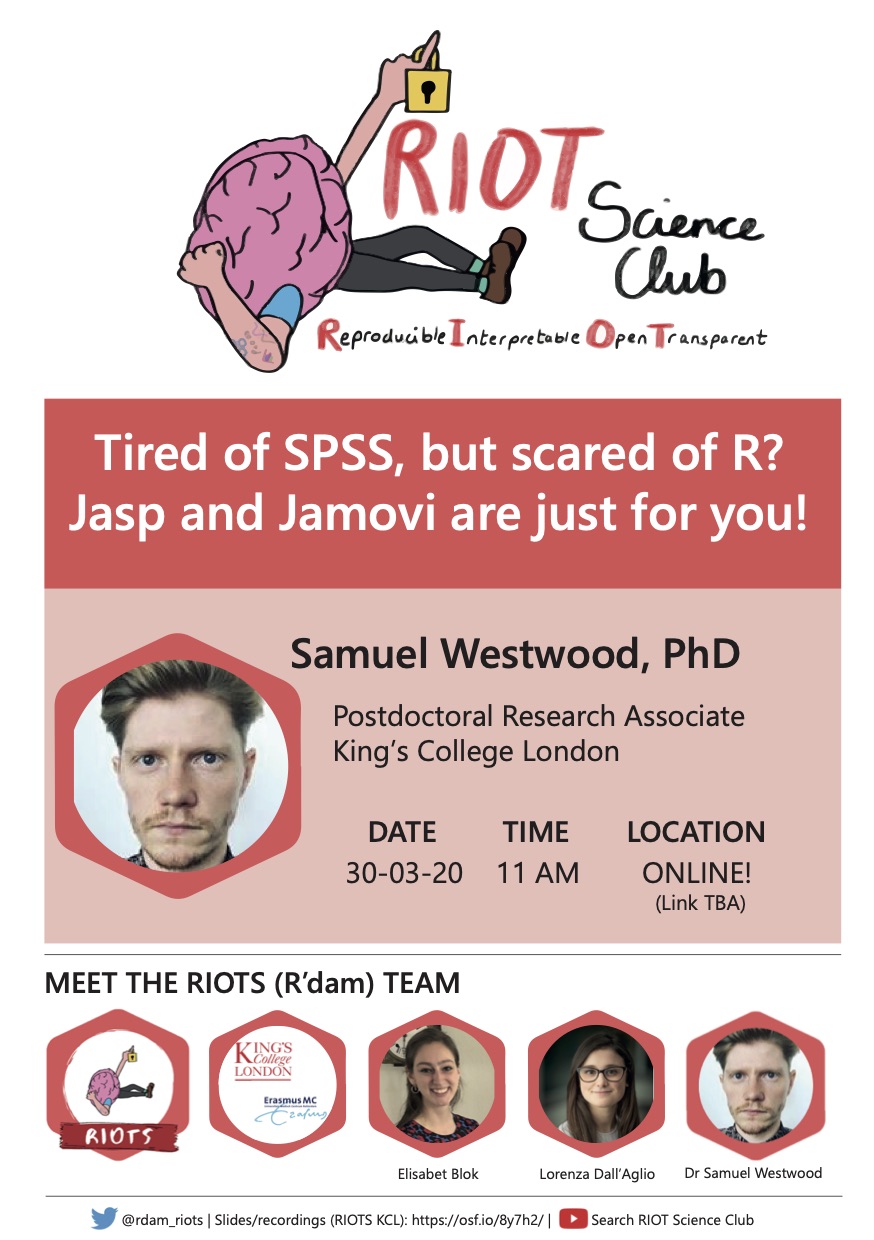 RIOT
Science
Club
Reproducible Interpretable Open Transparent
Tired of SPSS, but scared of R?
Jasp and Jamovi are just for you!
Samuel Westwood, PhD
Postdoctoral Research Associate
King's College London
DATE TIME LOCATION
30-03-20 11 AM ONLINE!
(Link TBA)
MEET THE RIOTS (R'dam) TEAM
RIOTS
KING'S
College
LONDON
Erasmus MC
Erasmus
Elisabet Blok Lorenza Dall'Aglio Dr Samuel Westwood
@rdam_riots | Slides/recordings (RIOTS KCL): https://osf.io/8y7h2/ | Search RIOT Science Club